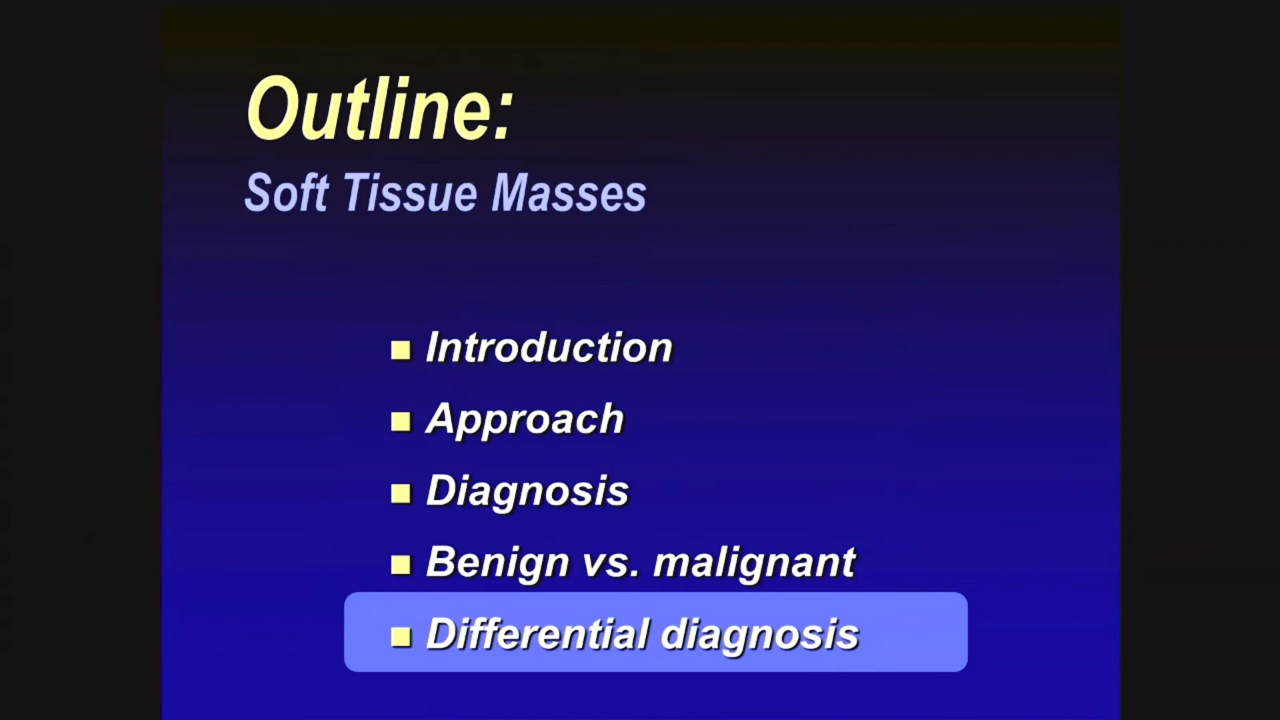 Outline:
Soft Tissue Masses
Introduction
Approach
Diagnosis
Benign vs. malignant
Differential diagnosis